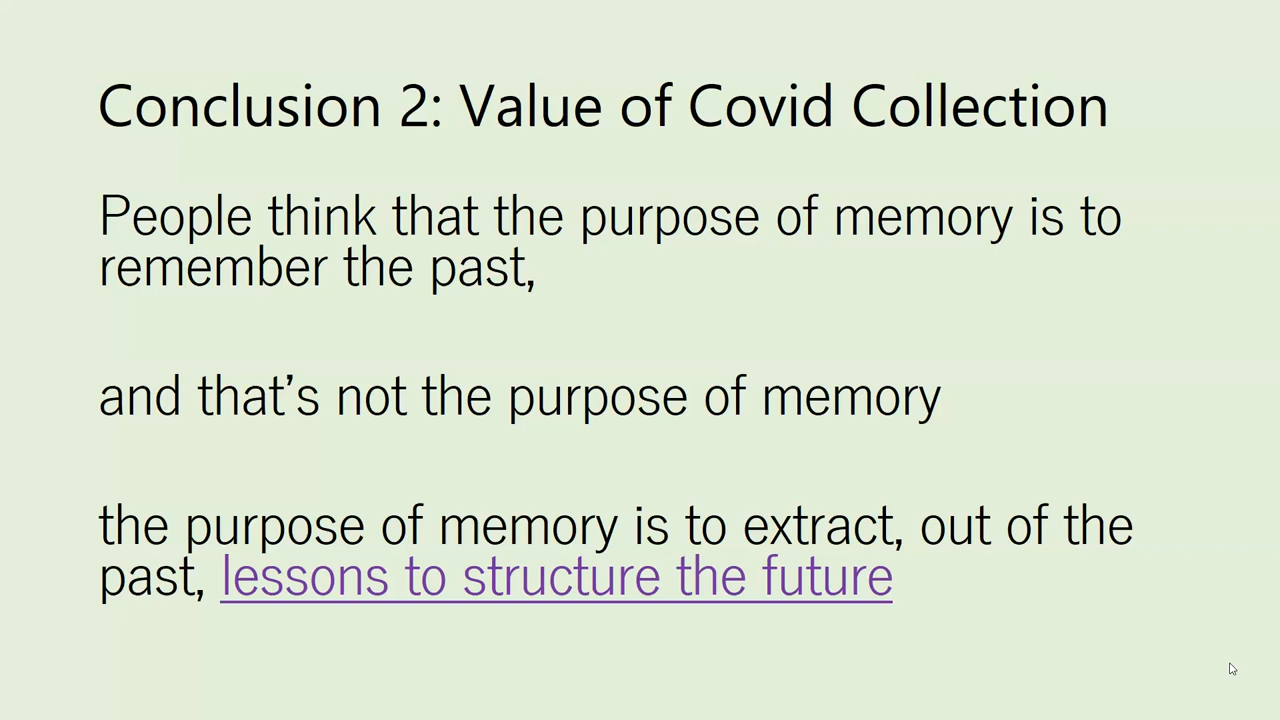 Conclusion 2: Value of Covid Collection
People think that the purpose of memory is to
remember the past,
and that’s not the purpose of memory
the purpose of memory is to extract, out of the
past, lessons to structure the future